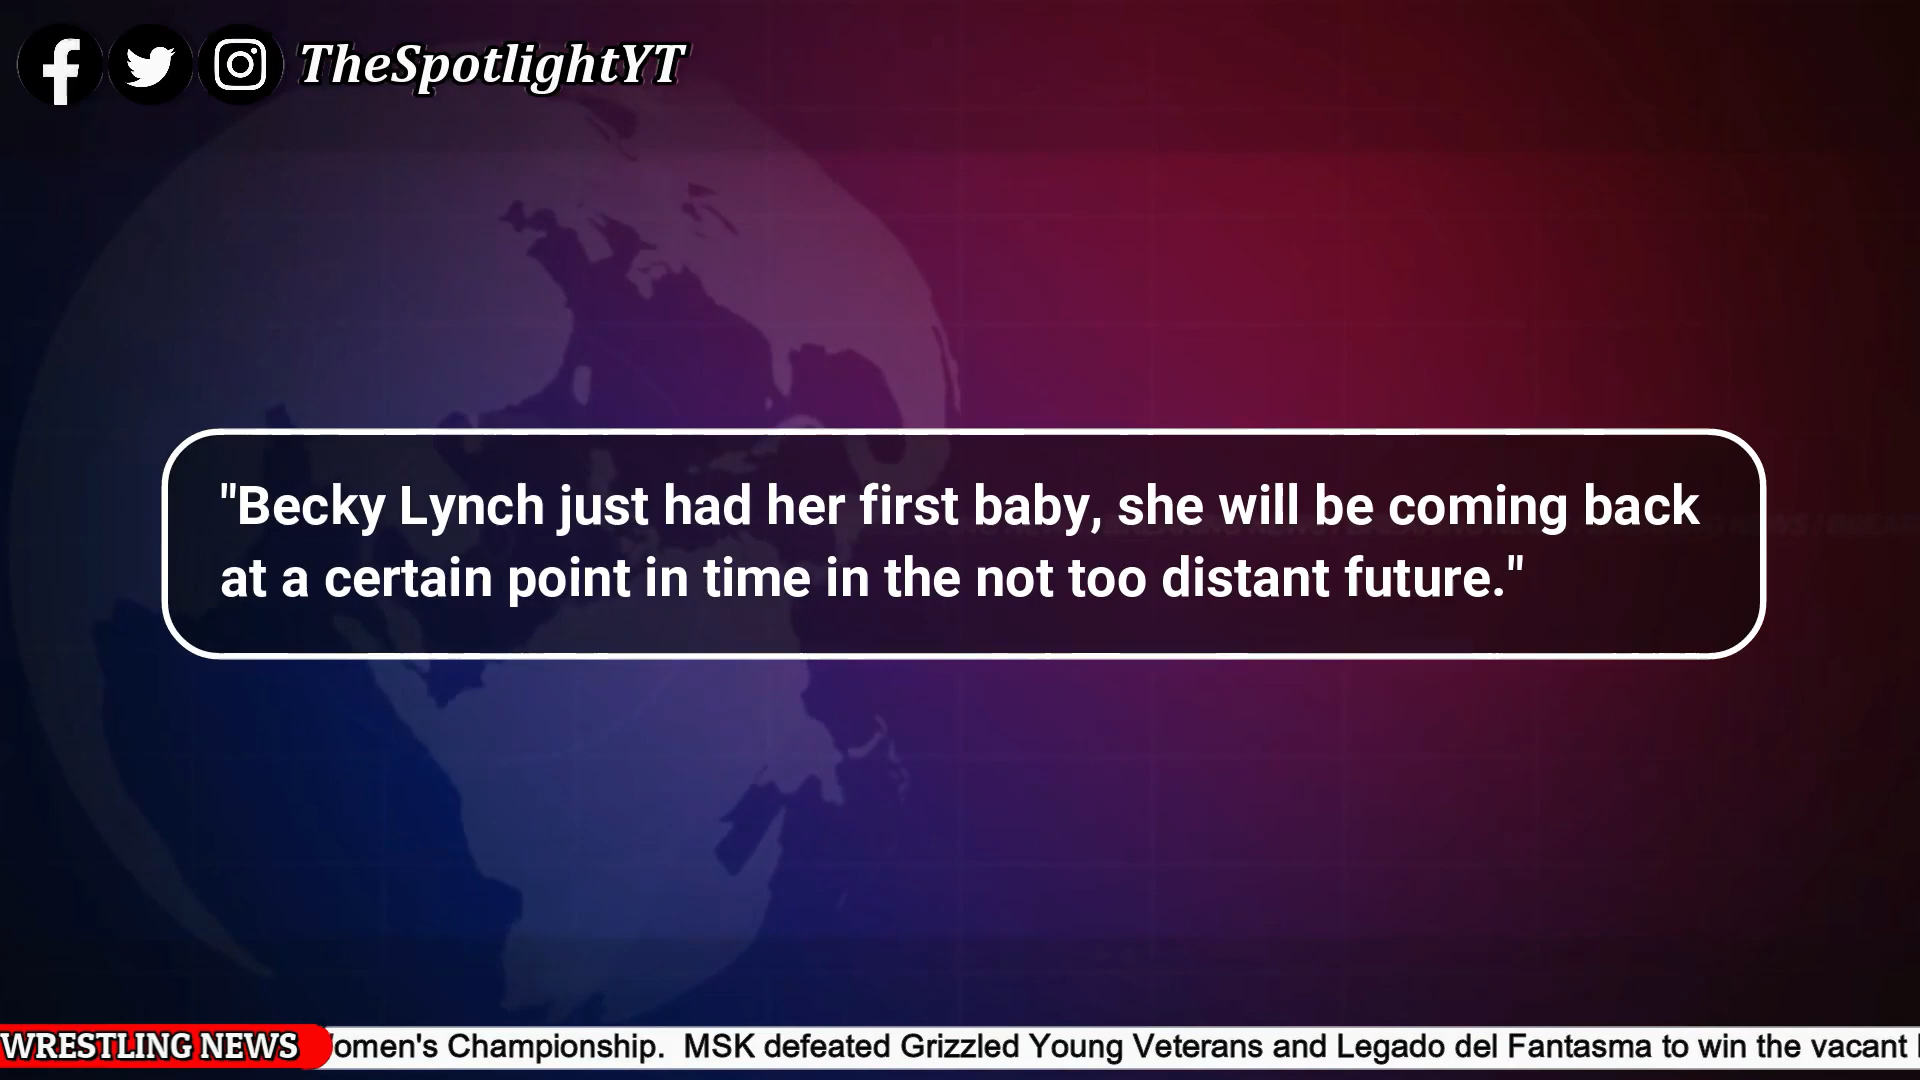 TheSpotlightYT
"Becky Lynch just had her first baby, she will be coming back
at a certain point in time in the not too distant future."
WRESTLING NEWS omen's Championship. MSK defeated Grizzled Young Veterans and Legado del Fantasma to win the vacant